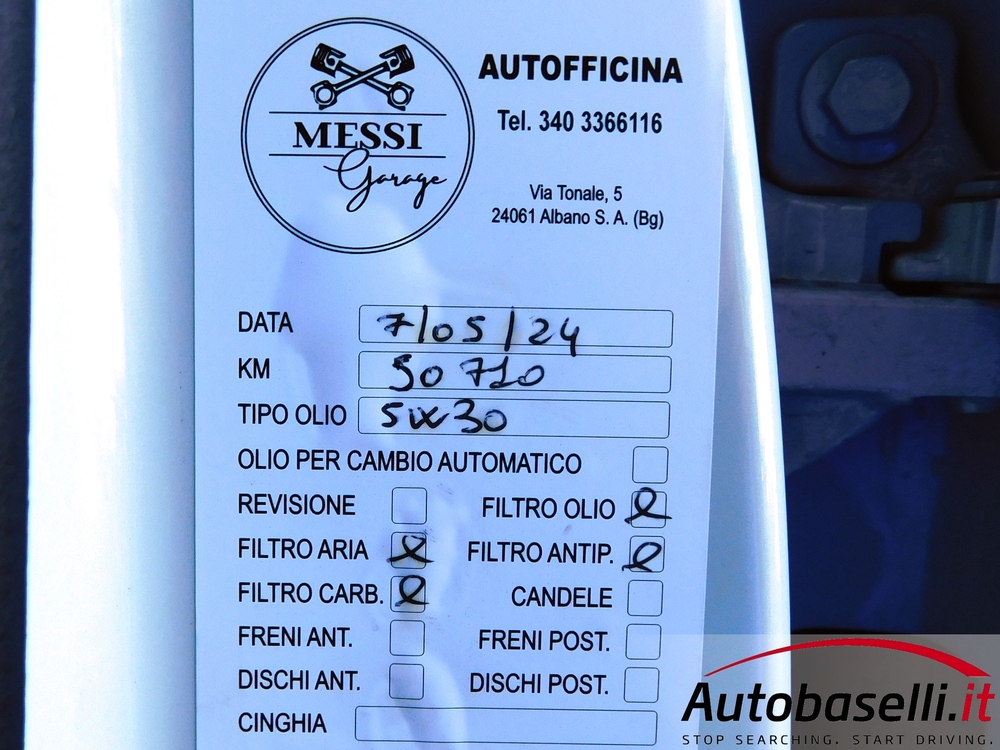 MESSI
Garage
AUTOFFICINA
Tel. 340 3366116
Via Tonale, 5
24061 Albano S. A. (Bg)
DATA 7/05/24
KM 50 710
TIPO OLIO 5W30
OLIO PER CAMBIO AUTOMATICO
REVISIONE FILTRO OLIO
FILTRO ARIA FILTRO ANTIP.
FILTRO CARB. CANDELE
FRENI ANT. FRENI POST.
DISCHI ANT. DISCHI POST.
CINGHIA
Autobaselli.it
STOP SEARCHING. START DRIVING.